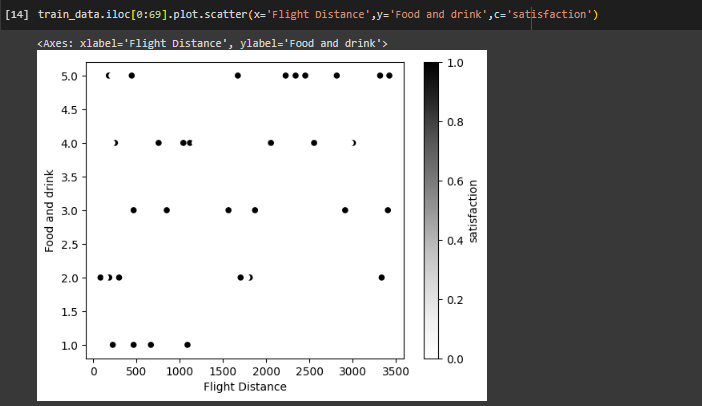 [14] train_data.iloc[0:69].plot.scatter(x='Flight Distance',y='Food and drink',c='satisfaction')
<Axes: xlabel='Flight Distance', ylabel='Food and drink'>
5.0
4.5
4.0
3.5
3.0
2.5
2.0
1.5
1.0
Food and drink
0 500 1000 1500 2000 2500 3000 3500
Flight Distance
1.0
0.8
0.6
0.4
0.2
0.0
satisfaction